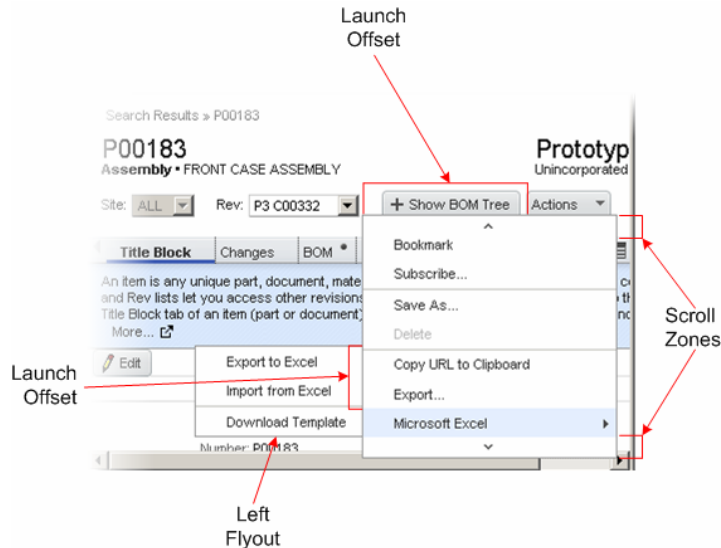 Launch
Offset
Search Results » P00183
P00183
Prototyp
Assembly • FRONT CASE ASSEMBLY
Unincorporated
Site: ALL
Rev: P3 C00332
+ Show BOM Tree
Actions
Title Block
Changes
BOM •
An item is any unique part, document, mate
and Rev lists let you access other revisions
Title Block tab of an item (part or document)
More...
Edit
Bookmark
Subscribe...
Save As...
Delete
Copy URL to Clipboard
Export...
Microsoft Excel
Scroll
Zones
Launch
Offset
Export to Excel
Import from Excel
Download Template
Number: P00183
Left
Flyout